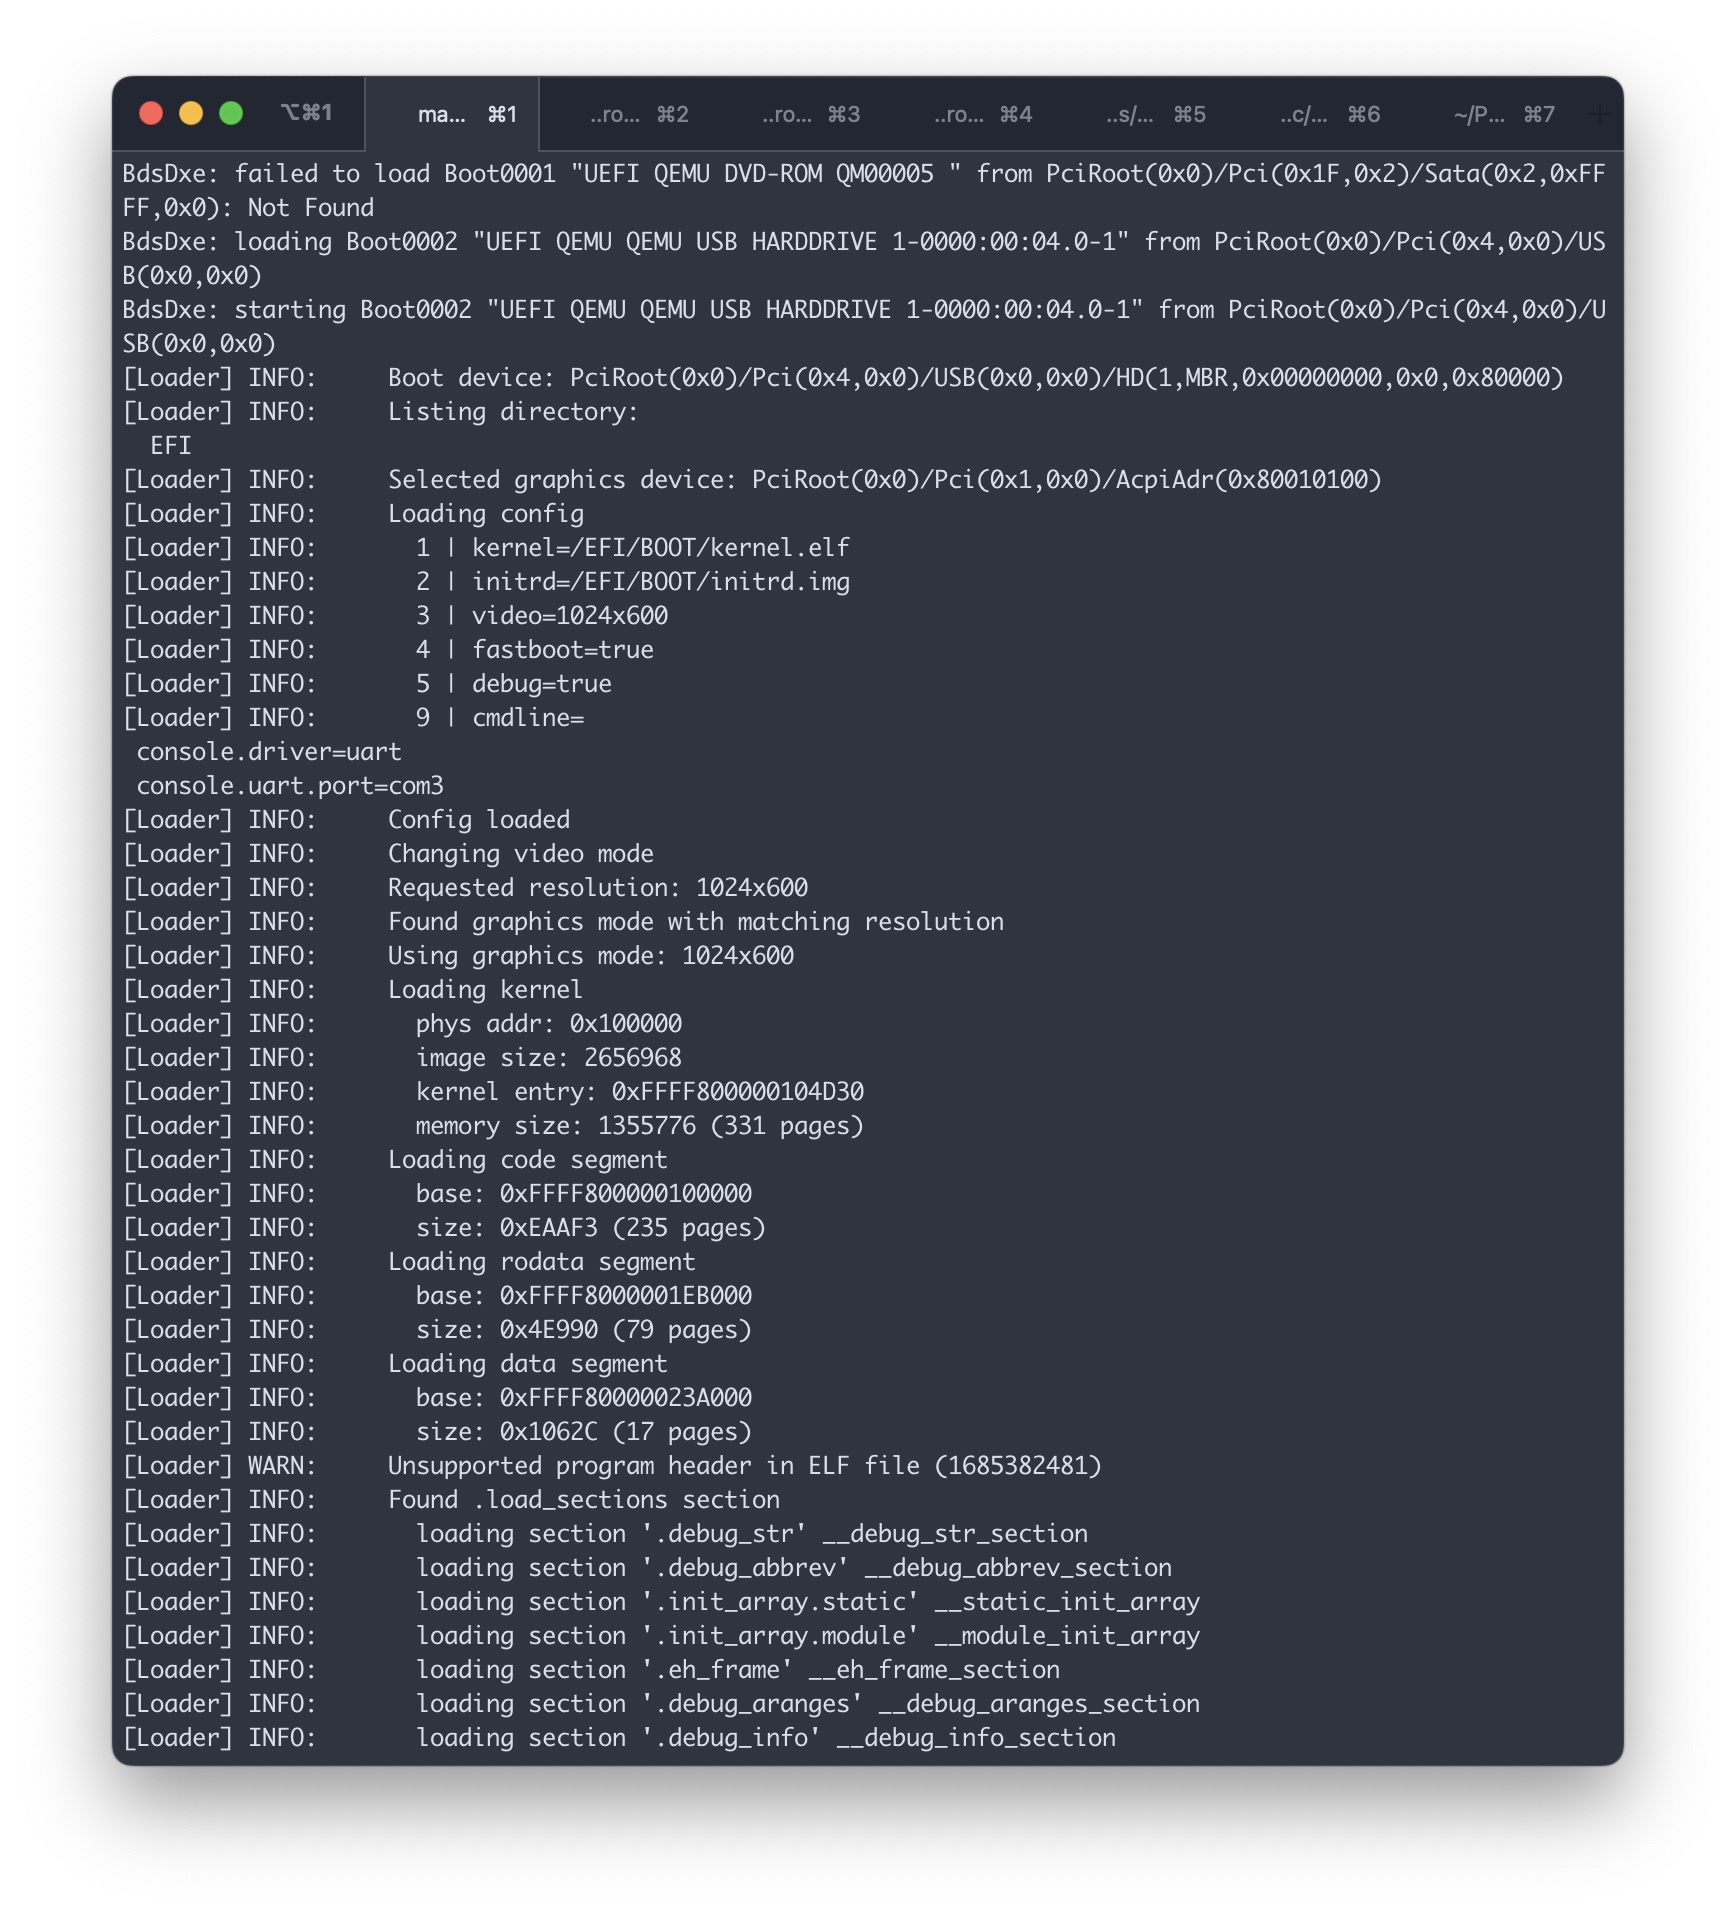 ⌥⌘1 ma... ⌘1 ..ro... ⌘2 ..ro... ⌘3 ..ro... ⌘4 ..s/... ⌘5 ..c/... ⌘6 ~/P... ⌘7 +
BdsDxe: failed to load Boot0001 "UEFI QEMU DVD-ROM QM00005 " from PciRoot(0x0)/Pci(0x1F,0x2)/Sata(0x2,0xFF
FF,0x0): Not Found
BdsDxe: loading Boot0002 "UEFI QEMU QEMU USB HARDDRIVE 1-0000:00:04.0-1" from PciRoot(0x0)/Pci(0x4,0x0)/US
B(0x0,0x0)
BdsDxe: starting Boot0002 "UEFI QEMU QEMU USB HARDDRIVE 1-0000:00:04.0-1" from PciRoot(0x0)/Pci(0x4,0x0)/U
SB(0x0,0x0)
[Loader] INFO:     Boot device: PciRoot(0x0)/Pci(0x4,0x0)/USB(0x0,0x0)/HD(1,MBR,0x00000000,0x0,0x80000)
[Loader] INFO:     Listing directory:
  EFI
[Loader] INFO:     Selected graphics device: PciRoot(0x0)/Pci(0x1,0x0)/AcpiAdr(0x80010100)
[Loader] INFO:     Loading config
[Loader] INFO:       1 | kernel=/EFI/BOOT/kernel.elf
[Loader] INFO:       2 | initrd=/EFI/BOOT/initrd.img
[Loader] INFO:       3 | video=1024x600
[Loader] INFO:       4 | fastboot=true
[Loader] INFO:       5 | debug=true
[Loader] INFO:       9 | cmdline=
 console.driver=uart
 console.uart.port=com3
[Loader] INFO:     Config loaded
[Loader] INFO:     Changing video mode
[Loader] INFO:     Requested resolution: 1024x600
[Loader] INFO:     Found graphics mode with matching resolution
[Loader] INFO:     Using graphics mode: 1024x600
[Loader] INFO:     Loading kernel
[Loader] INFO:       phys addr: 0x100000
[Loader] INFO:       image size: 2656968
[Loader] INFO:       kernel entry: 0xFFFF800000104D30
[Loader] INFO:       memory size: 1355776 (331 pages)
[Loader] INFO:     Loading code segment
[Loader] INFO:       base: 0xFFFF800000100000
[Loader] INFO:       size: 0xEAAF3 (235 pages)
[Loader] INFO:     Loading rodata segment
[Loader] INFO:       base: 0xFFFF8000001EB000
[Loader] INFO:       size: 0x4E990 (79 pages)
[Loader] INFO:     Loading data segment
[Loader] INFO:       base: 0xFFFF80000023A000
[Loader] INFO:       size: 0x1062C (17 pages)
[Loader] WARN:     Unsupported program header in ELF file (1685382481)
[Loader] INFO:     Found .load_sections section
[Loader] INFO:       loading section '.debug_str' __debug_str_section
[Loader] INFO:       loading section '.debug_abbrev' __debug_abbrev_section
[Loader] INFO:       loading section '.init_array.static' __static_init_array
[Loader] INFO:       loading section '.init_array.module' __module_init_array
[Loader] INFO:       loading section '.eh_frame' __eh_frame_section
[Loader] INFO:       loading section '.debug_aranges' __debug_aranges_section
[Loader] INFO:       loading section '.debug_info' __debug_info_section